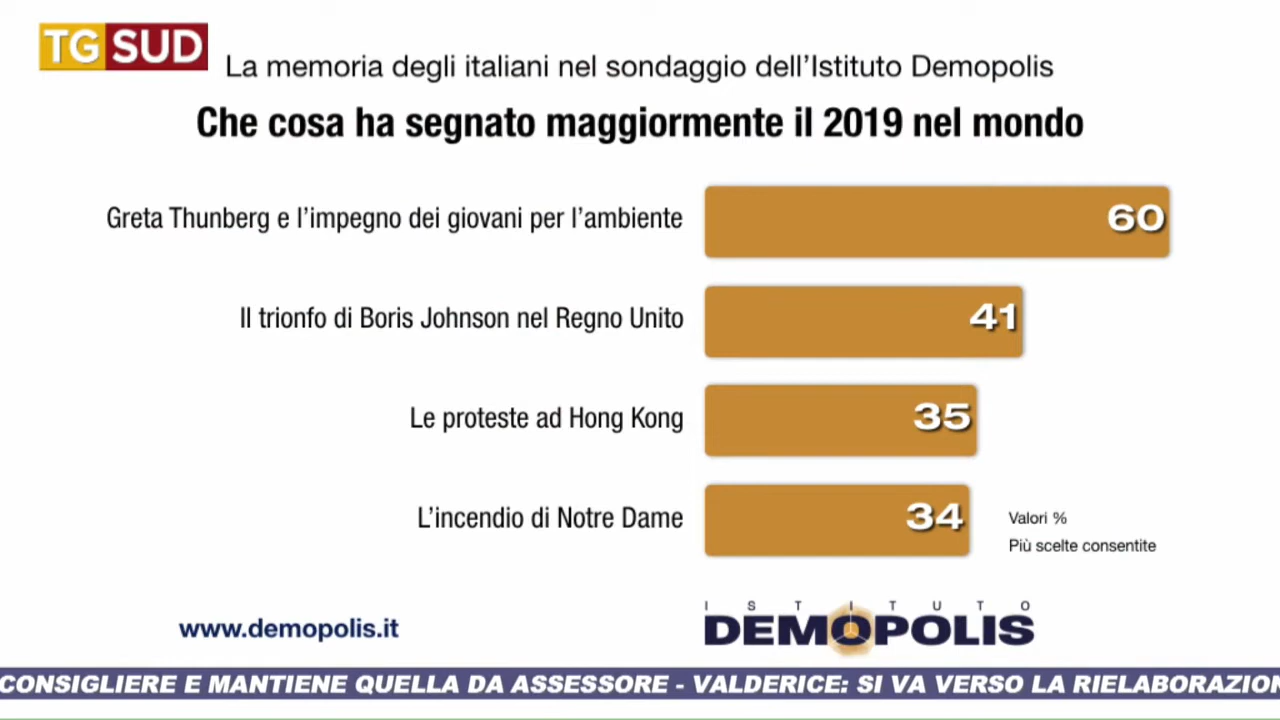 TG SUD
La memoria degli italiani nel sondaggio dell'Istituto Demopolis
Che cosa ha segnato maggiormente il 2019 nel mondo
Greta Thunberg e l'impegno dei giovani per l'ambiente 60
Il trionfo di Boris Johnson nel Regno Unito 41
Le proteste ad Hong Kong 35
L'incendio di Notre Dame 34
Valori %
Più scelte consentite
www.demopolis.it
ISTITUTO
DEMOPOLIS
CONSIGLIERE E MANTIENE QUELLA DA ASSESSORE - VALDERICE: SI VA VERSO LA RIELABORAZION